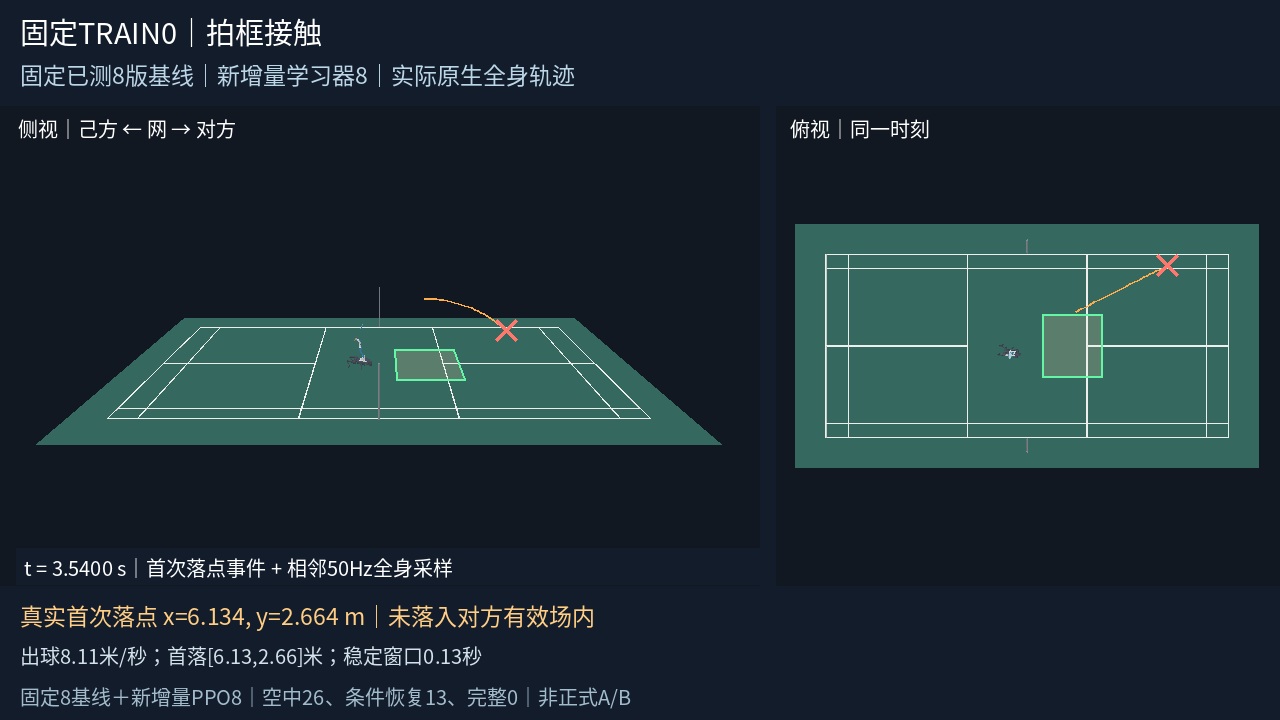 固定TRAIN0｜拍框接触
固定已测8版基线｜新增量学习器8｜实际原生全身轨迹
侧视｜己方 ← 网 → 对方
俯视｜同一时刻
t = 3.5400 s｜首次落点事件 + 相邻50Hz全身采样
真实首次落点 x=6.134, y=2.664 m｜未落入对方有效场内
出球8.11米/秒；首落[6.13,2.66]米；稳定窗口0.13秒
固定8基线＋新增量PPO8｜空中26、条件恢复13、完整0｜非正式A/B